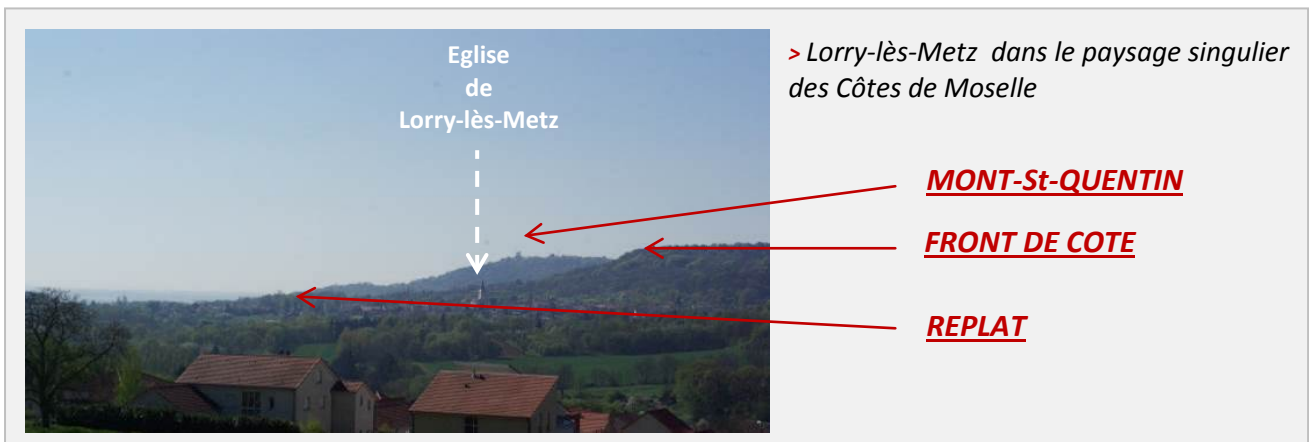 Eglise
de
Lorry-lès-Metz
> Lorry-lès-Metz dans le paysage singulier
des Côtes de Moselle
MONT-St-QUENTIN
FRONT DE COTE
REPLAT